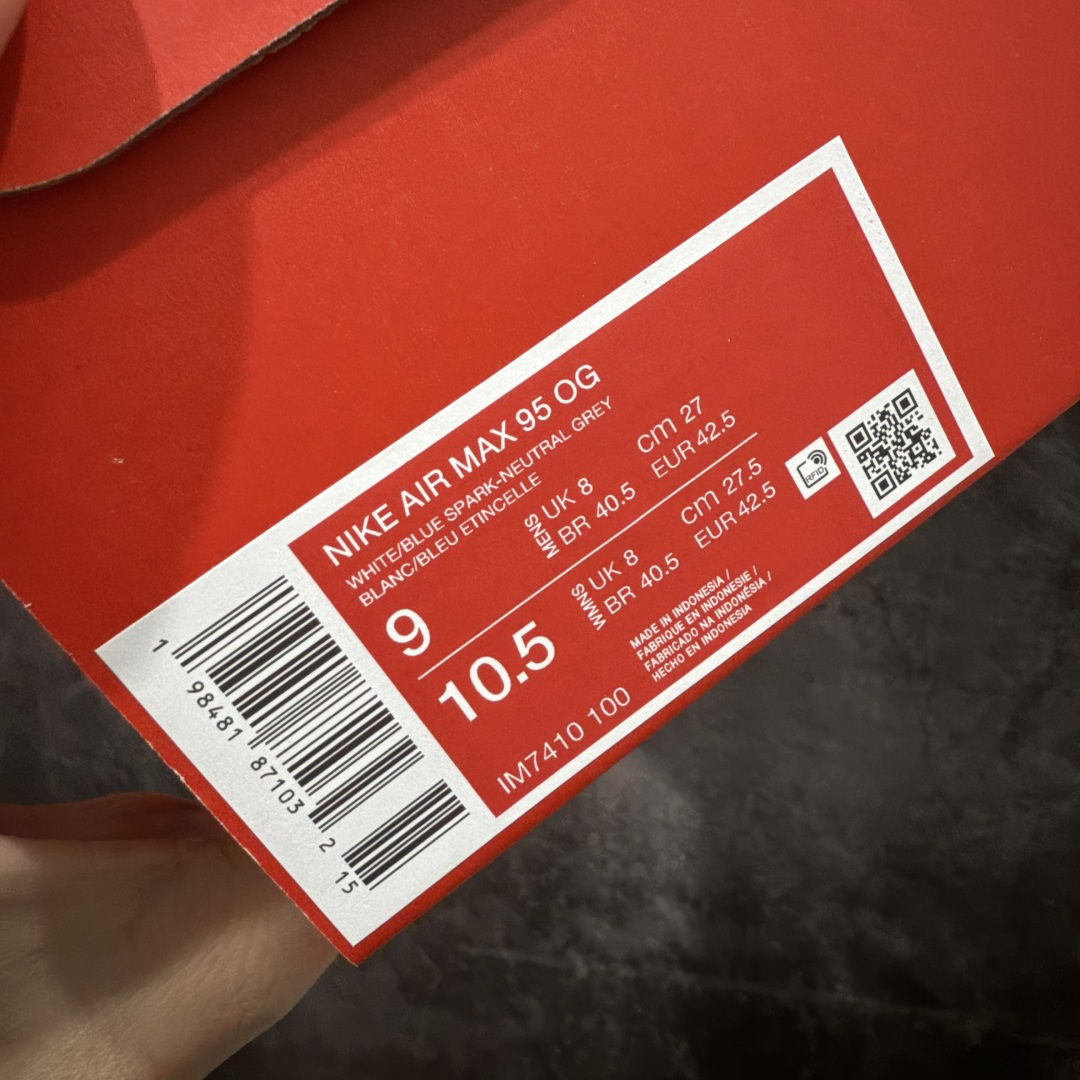 NIKE AIR MAX 95 OG
WHITE/BLUE SPARK-NEUTRAL GREY
BLANC/BLEU ETINCELLE
9
MENS
UK 8
cm 27
BR 40.5
EUR 42.5
10.5
WMNS
UK 8
cm 27.5
BR 40.5
EUR 42.5
IM7410 100
MADE IN INDONESIA /
FABRIQUE EN INDONESIE /
FABRICADO NA INDONÉSIA /
HECHO EN INDONESIA
RFID
1 98481 87103 2 15